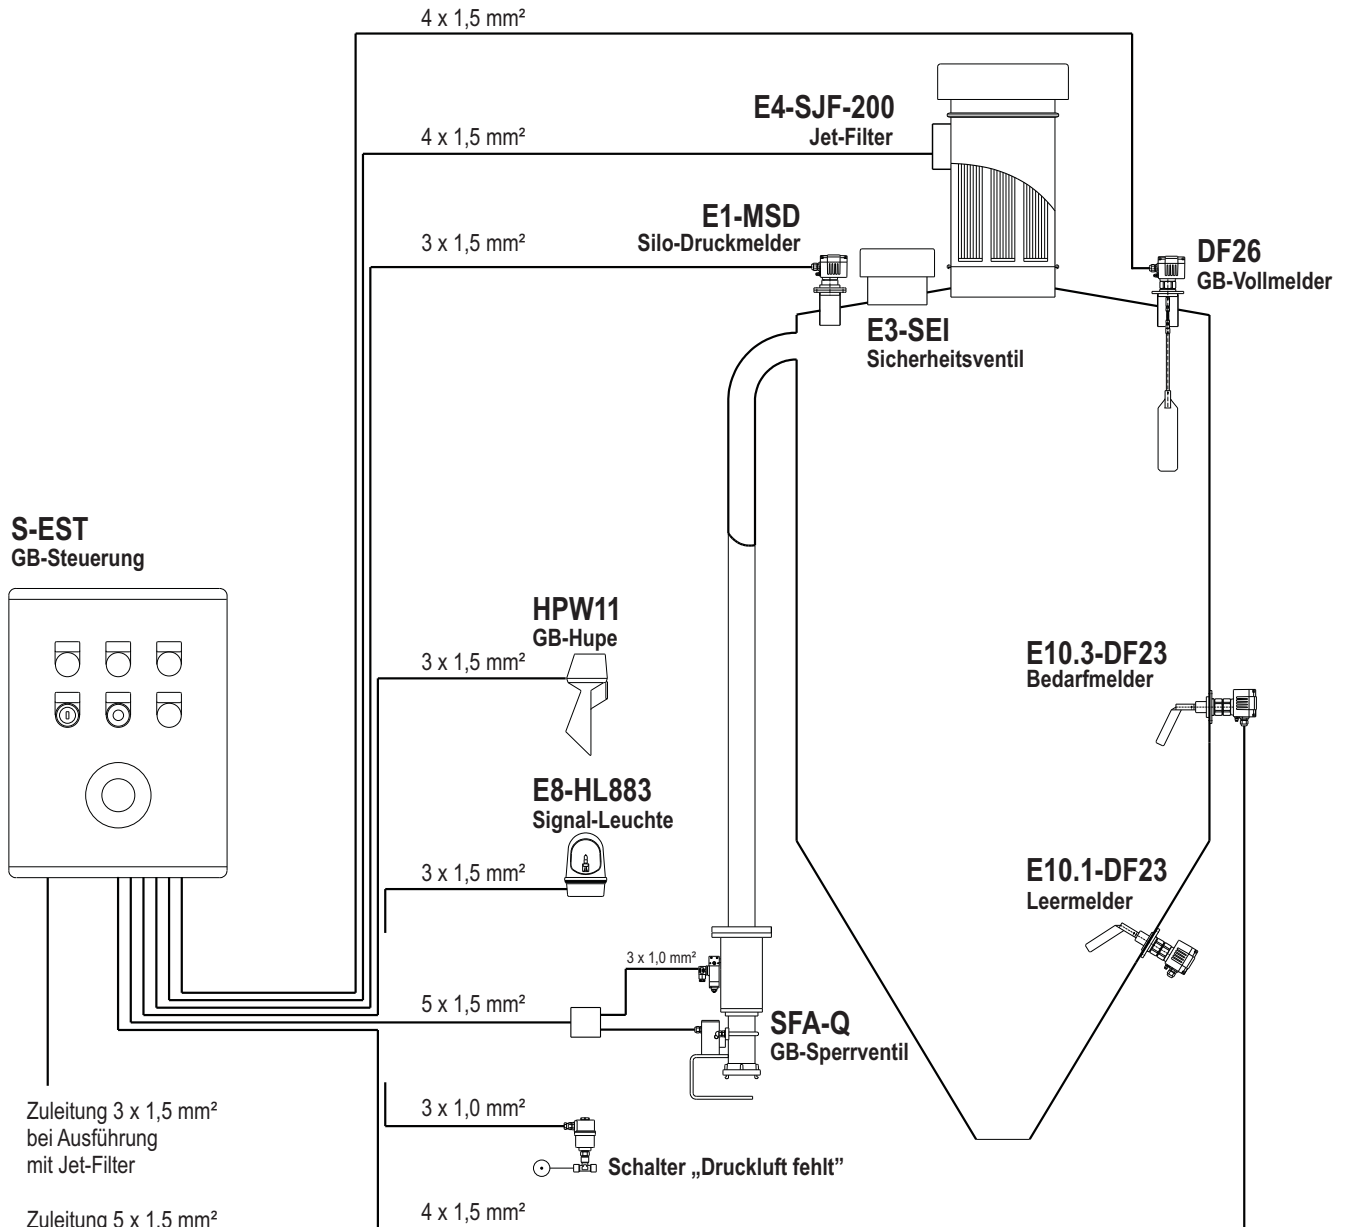 4 x 1,5 mm²
E4-SJF-200
Jet-Filter
4 x 1,5 mm²
E1-MSD
Silo-Druckmelder
3 x 1,5 mm²
DF26
GB-Vollmelder
E3-SEI
Sicherheitsventil
S-EST
GB-Steuerung
HPW11
GB-Hupe
3 x 1,5 mm²
E10.3-DF23
Bedarfmelder
E8-HL883
Signal-Leuchte
3 x 1,5 mm²
E10.1-DF23
Leermelder
3 x 1,0 mm²
5 x 1,5 mm²
SFA-Q
GB-Sperrventil
Zuleitung 3 x 1,5 mm²
bei Ausführung
mit Jet-Filter
3 x 1,0 mm²
Schalter „Druckluft fehlt”
4 x 1,5 mm²
Zuleitung 5 x 1,5 mm²